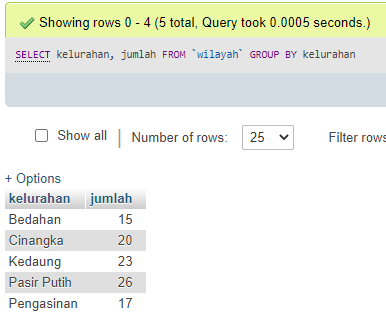 Showing rows 0 - 4 (5 total, Query took 0.0005 seconds.)
SELECT kelurahan, jumlah FROM `wilayah` GROUP BY kelurahan
Show all | Number of rows: 25 Filter rows
+ Options
kelurahan jumlah
Bedahan 15
Cinangka 20
Kedaung 23
Pasir Putih 26
Pengasinan 17